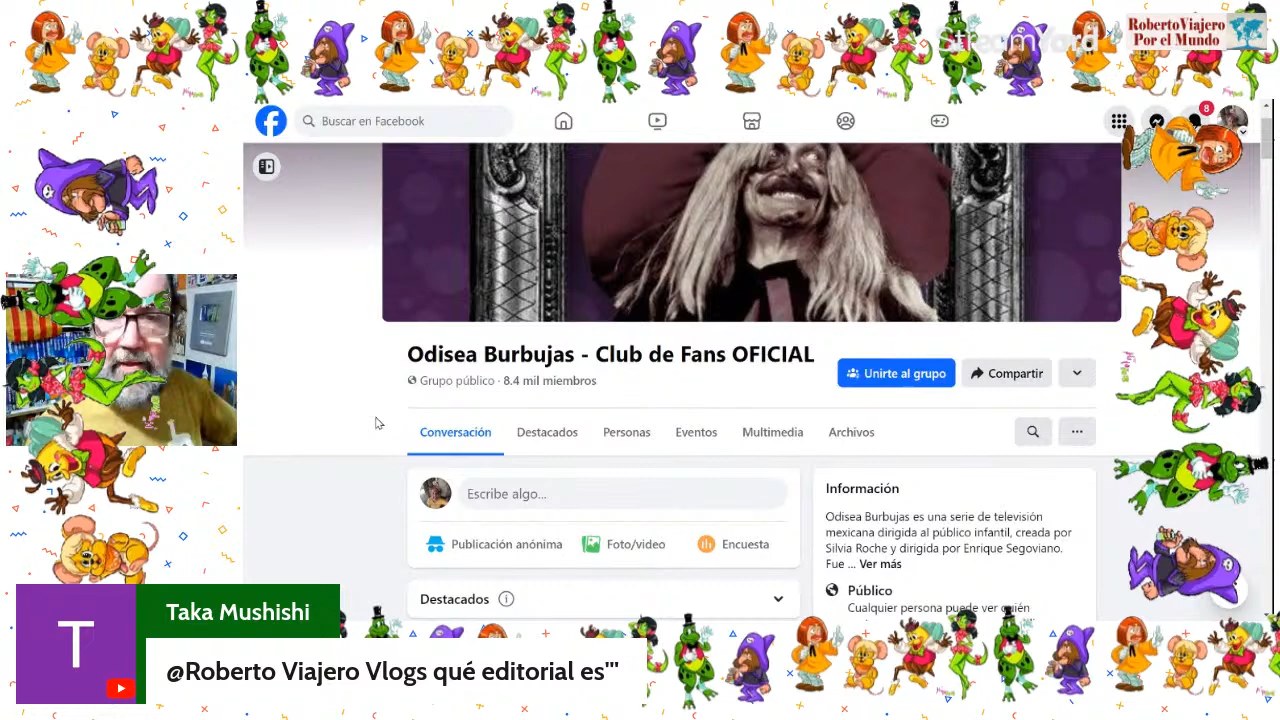 StreamYard
RobertoViajero
Por el Mundo
Buscar en Facebook
8
Odisea Burbujas - Club de Fans OFICIAL
Grupo público · 8.4 mil miembros
Unirte al grupo
Compartir
Conversación
Destacados
Personas
Eventos
Multimedia
Archivos
Escribe algo...
Publicación anónima
Foto/video
Encuesta
Destacados
Información
Odisea Burbujas es una serie de televisión
mexicana dirigida al público infantil, creada por
Silvia Roche y dirigida por Enrique Segoviano.
Fue ... Ver más
Público
Cualquier persona puede ver quién
T
Taka Mushishi
@Roberto Viajero Vlogs qué editorial es"'